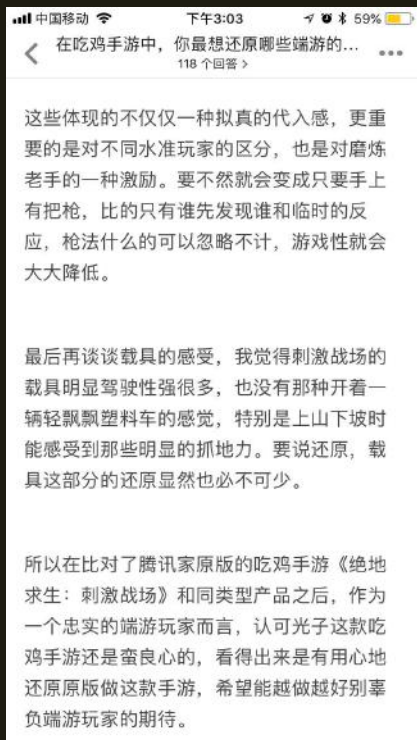 中国移动 下午3:03 59%
在吃鸡手游中，你最想还原哪些端游的...
118 个回答 >
这些体现的不仅仅一种拟真的代入感，更重
要的是对不同水准玩家的区分，也是对磨炼
老手的一种激励。要不然就会变成只要手上
有把枪，比的只有谁先发现谁和临时的反
应，枪法什么的可以忽略不计，游戏性就会
大大降低。
最后再谈谈载具的感受，我觉得刺激战场的
载具明显驾驶性强很多，也没有那种开着一
辆轻飘飘塑料车的感觉，特别是上山下坡时
能感受到那些明显的抓地力。要说还原，载
具这部分的还原显然也必不可少。
所以在比对了腾讯家原版的吃鸡手游《绝地
求生：刺激战场》和同类型产品之后，作为
一个忠实的端游玩家而言，认可光子这款吃
鸡手游还是蛮良心的，看得出来是有用心地
还原原版做这款手游，希望能越做越好别辜
负端游玩家的期待。